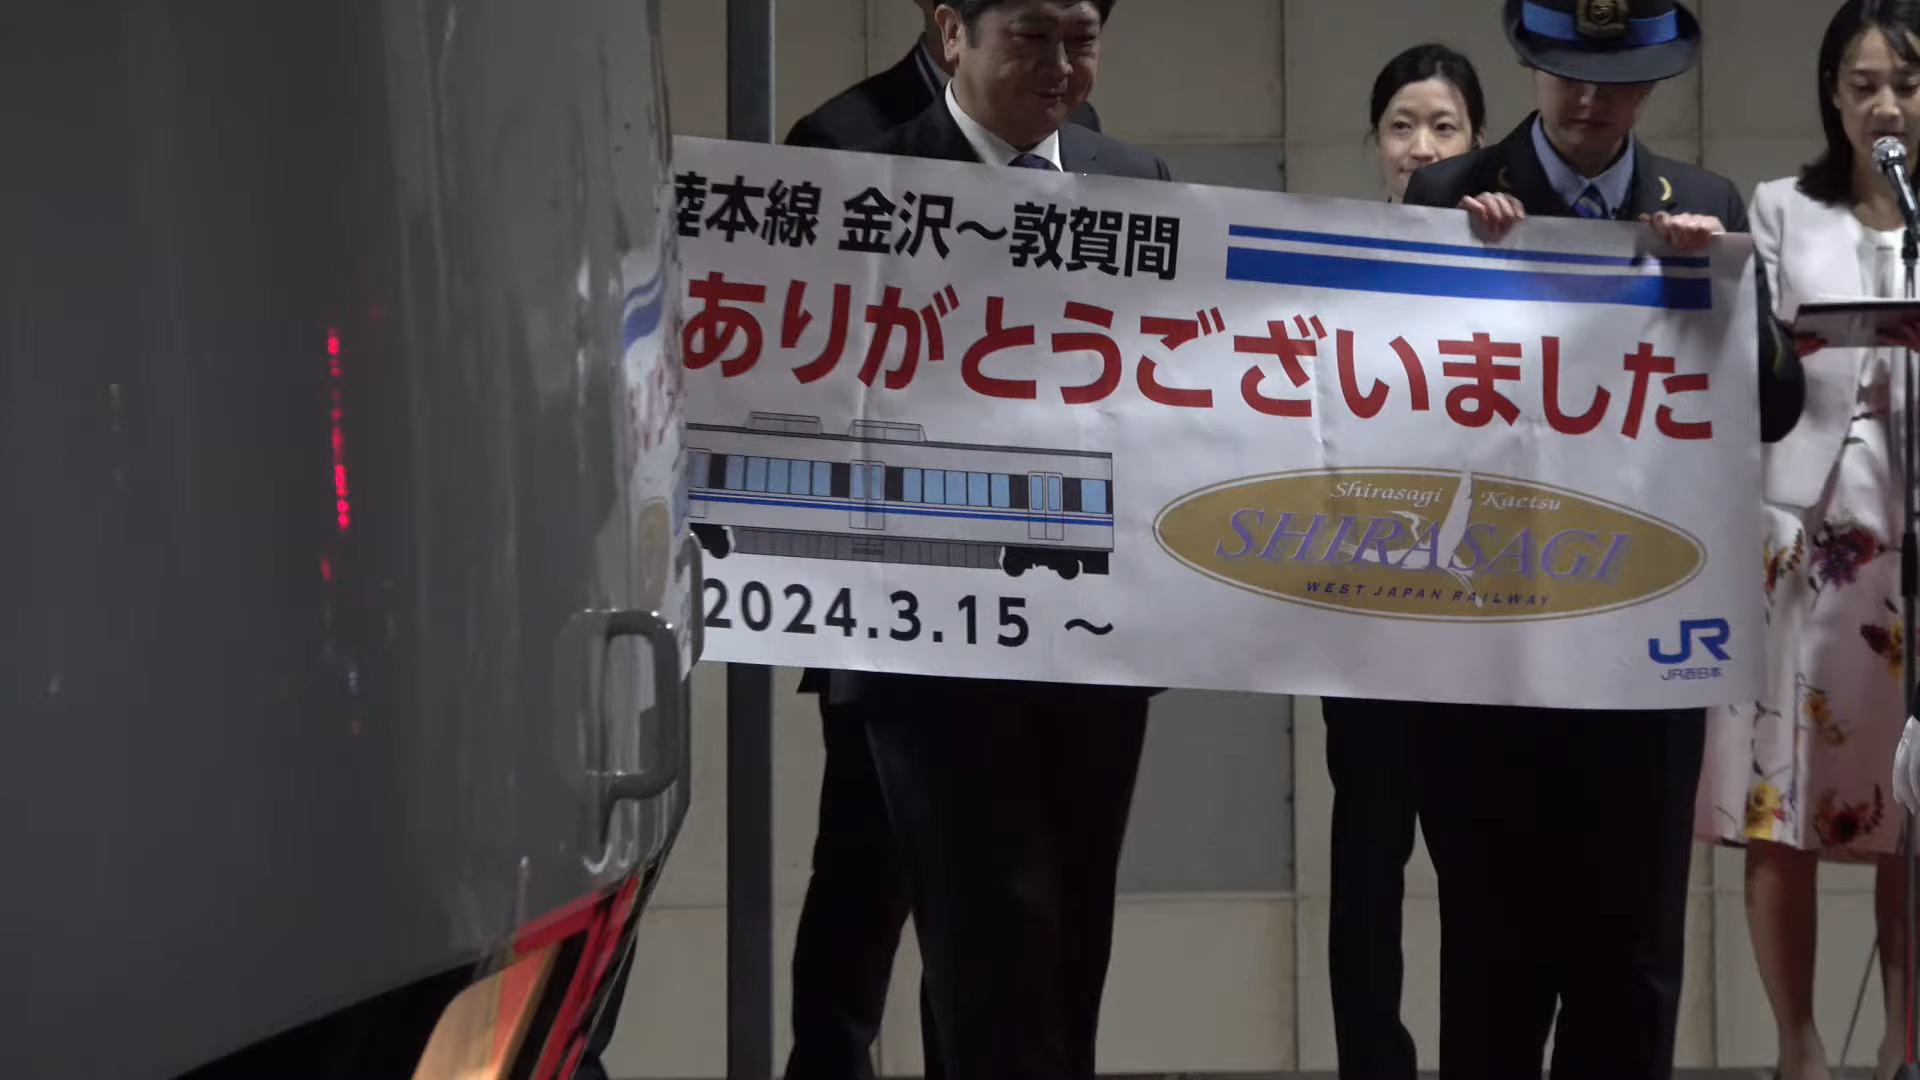 陸本線 金沢～敦賀間
ありがとうございました
Shirasagi Kaetsu
SHIRASAGI
WEST JAPAN RAILWAY
2024.3.15 ～
JR
JR西日本